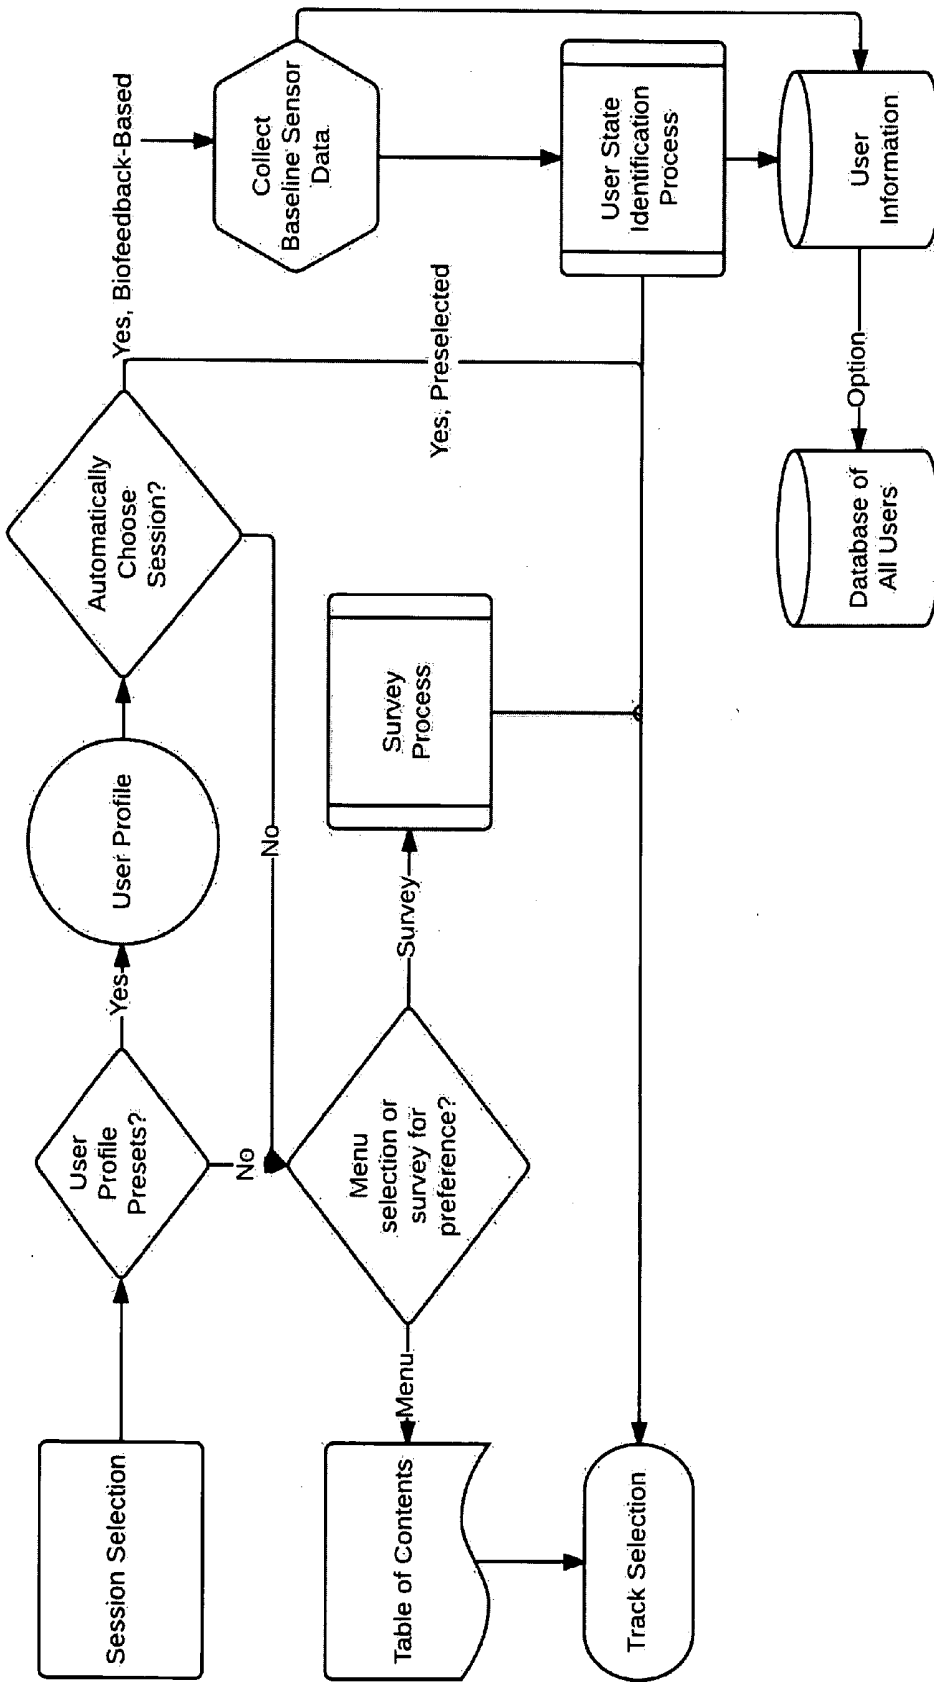 Session Selection
User
Profile
Presets?
Yes
User Profile
Automatically
Choose
Session?
Yes, Biofeedback-Based
No
No
Collect
Baseline Sensor
Data
Menu
selection or
survey for
preference?
Menu
Survey
Survey
Process
Yes, Preselected
Table of Contents
User State
Identification
Process
Track Selection
Database of
All Users
Option
User
Information